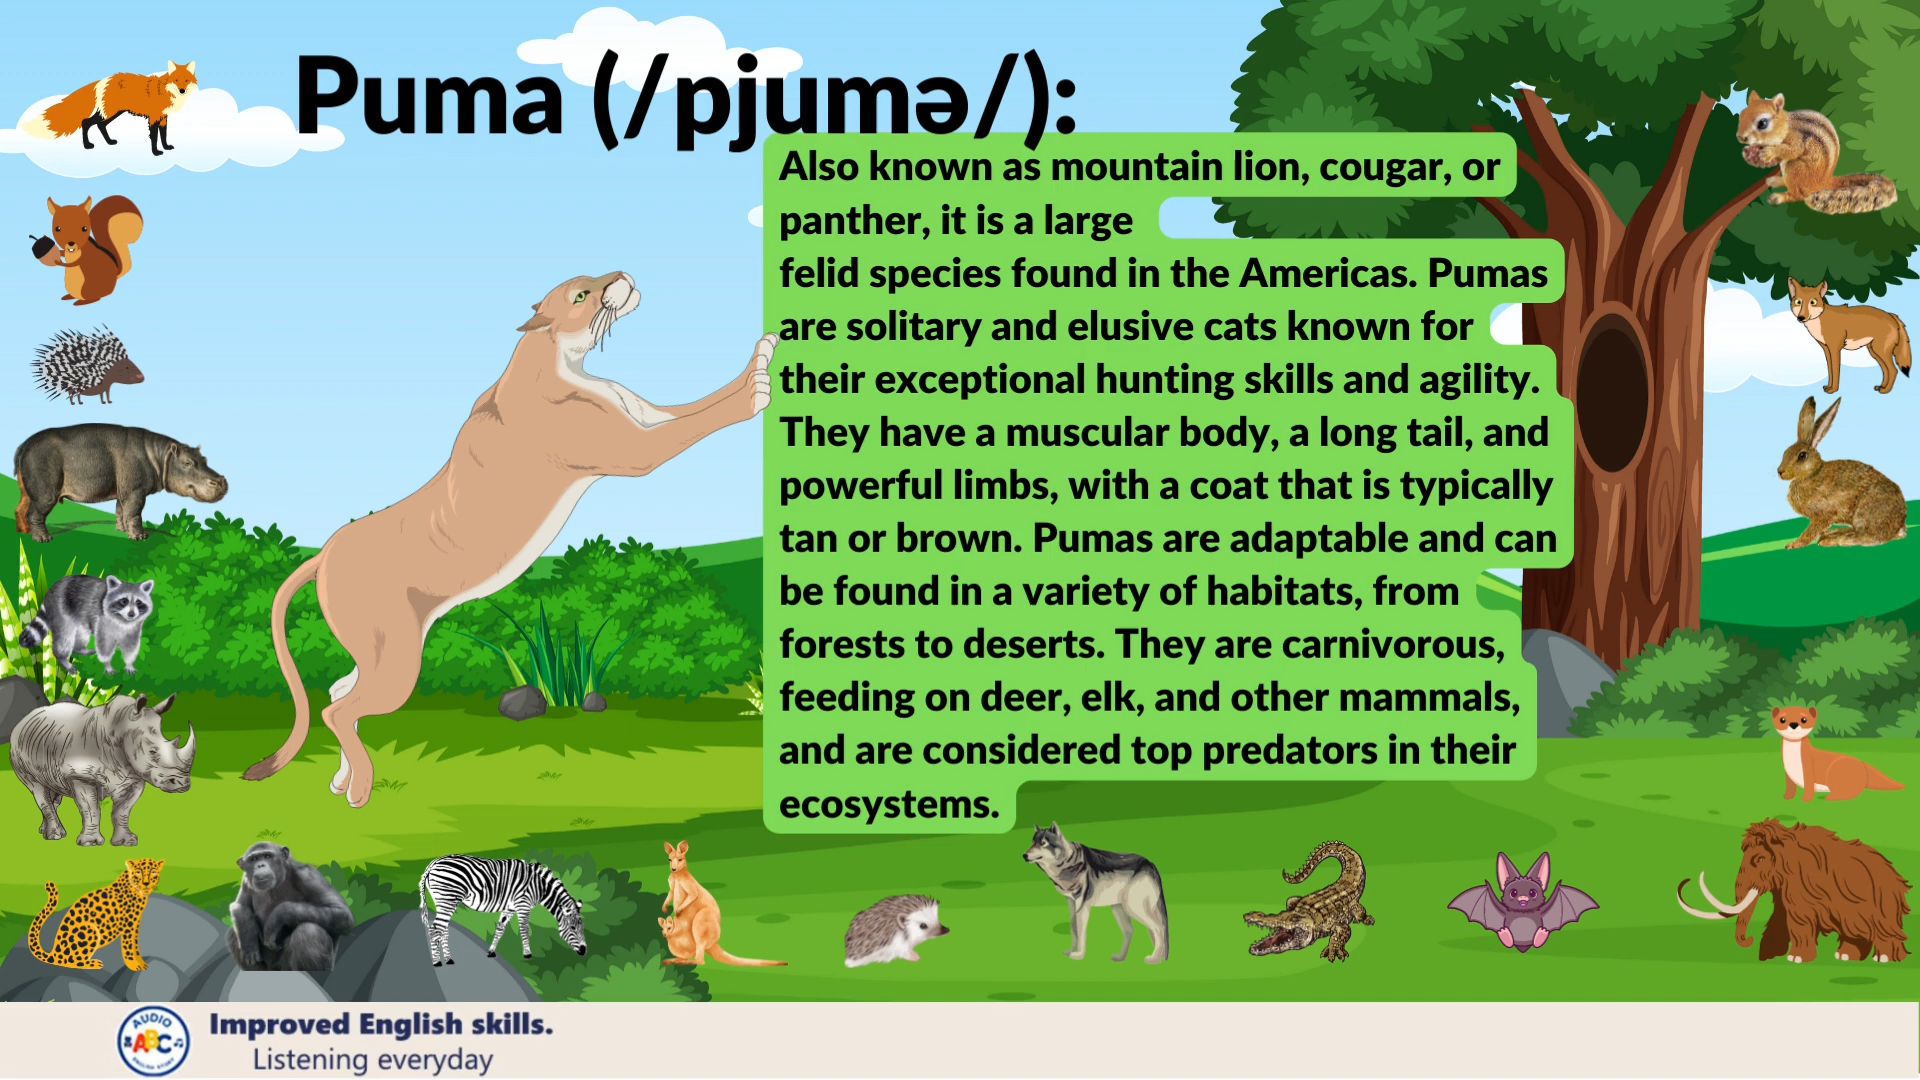 Puma (/pjumə/):
Also known as mountain lion, cougar, or
panther, it is a large
felid species found in the Americas. Pumas
are solitary and elusive cats known for
their exceptional hunting skills and agility.
They have a muscular body, a long tail, and
powerful limbs, with a coat that is typically
tan or brown. Pumas are adaptable and can
be found in a variety of habitats, from
forests to deserts. They are carnivorous,
feeding on deer, elk, and other mammals,
and are considered top predators in their
ecosystems.
AUDIO
ABC
ENGLISH STORY
Improved English skills.
Listening everyday